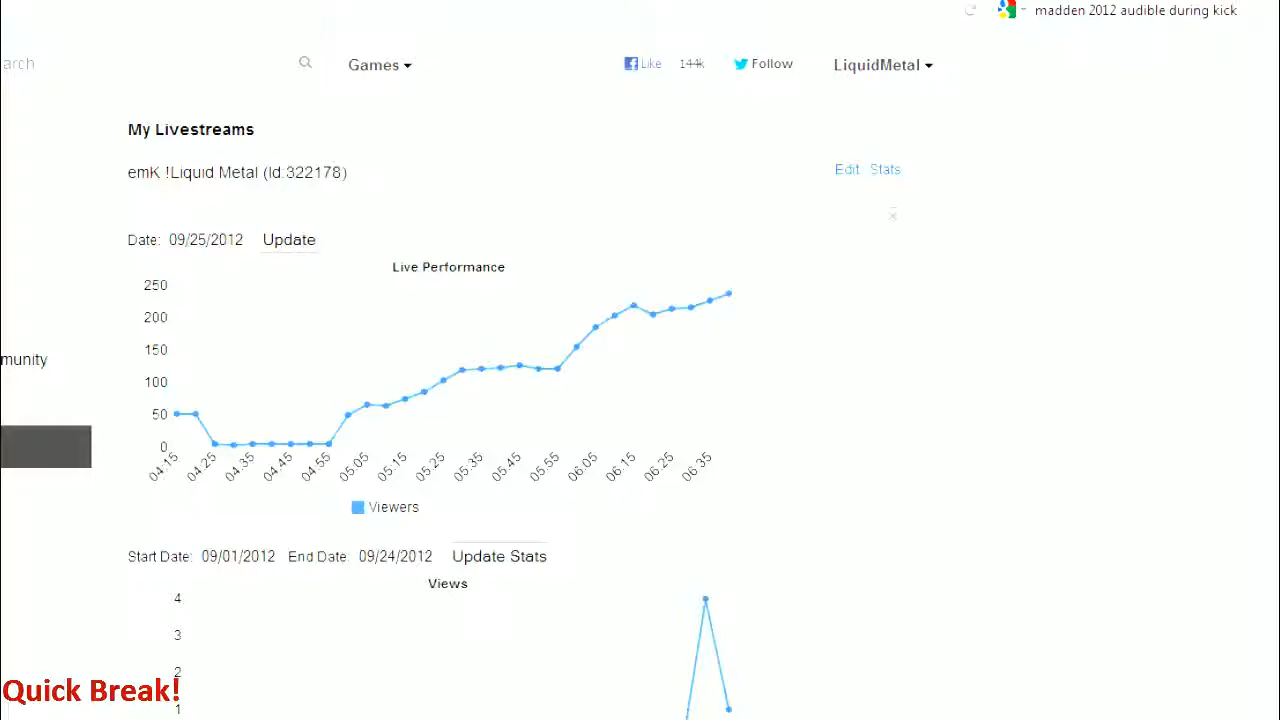 madden 2012 audible during kick
arch
Games
Like 144k
Follow
LiquidMetal
My Livestreams
emK !Liquid Metal (Id:322178)
Edit Stats
Date: 09/25/2012 Update
Live Performance
250
200
150
100
50
0
04:15 04:25 04:35 04:45 04:55 05:05 05:15 05:25 05:35 05:45 05:55 06:05 06:15 06:25 06:35
Viewers
munity
Start Date: 09/01/2012 End Date: 09/24/2012 Update Stats
Views
4
3
2
1
Quick Break!